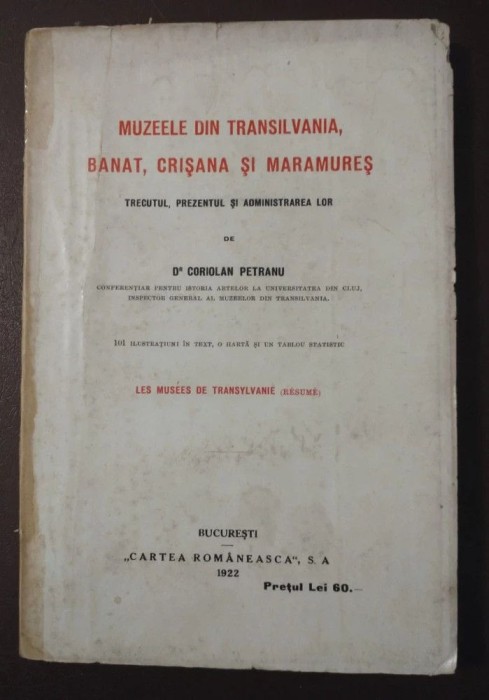 MUZEELE DIN TRANSILVANIA,
BANAT, CRIŞANA ŞI MARAMUREŞ
TRECUTUL, PREZENTUL ŞI ADMINISTRAREA LOR
DE
DR CORIOLAN PETRANU
CONFERENŢIAR PENTRU ISTORIA ARTELOR LA UNIVERSITATEA DIN CLUJ,
INSPECTOR GENERAL AL MUZEELOR DIN TRANSILVANIA.
101 ILUSTRAŢIUNI ÎN TEXT, O HARTĂ ŞI UN TABLOU STATISTIC
LES MUSÉES DE TRANSYLVANIE (RÉSUMÉ)
BUCUREŞTI
„CARTEA ROMÂNEASCA“, S. A
1922
Preţul Lei 60.—